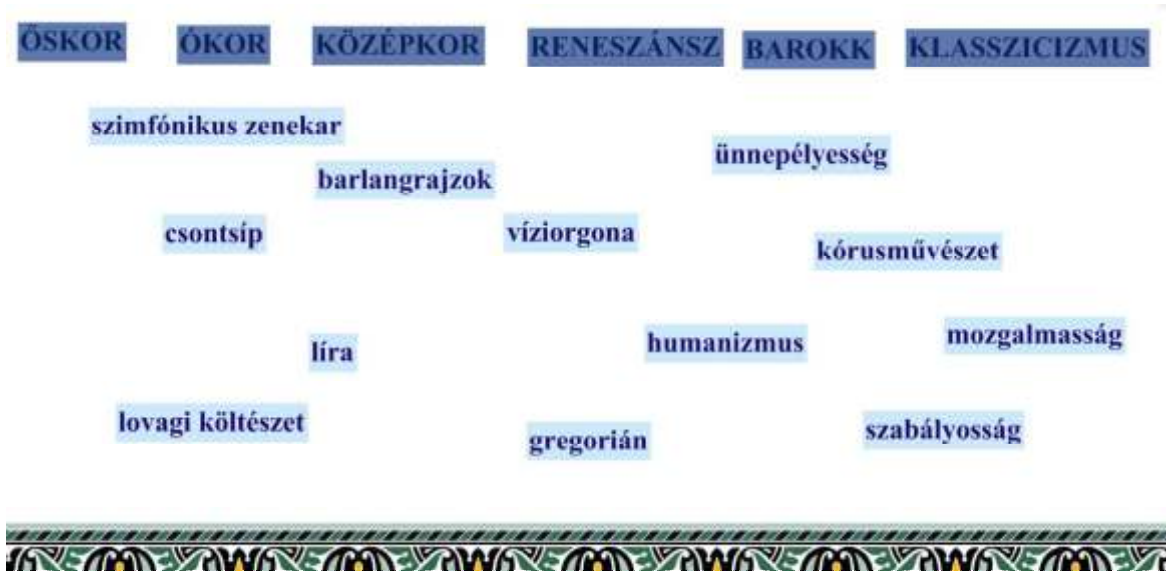 ŐSKOR ÓKOR KÖZÉPKOR RENESZÁNSZ BAROKK KLASSZICIZMUS
szimfónikus zenekar
ünnepélyesség
barlangrajzok
csontsíp
víziorgona
kórusművészet
líra
humanizmus
mozgalmasság
lovagi költészet
gregorián
szabályosság